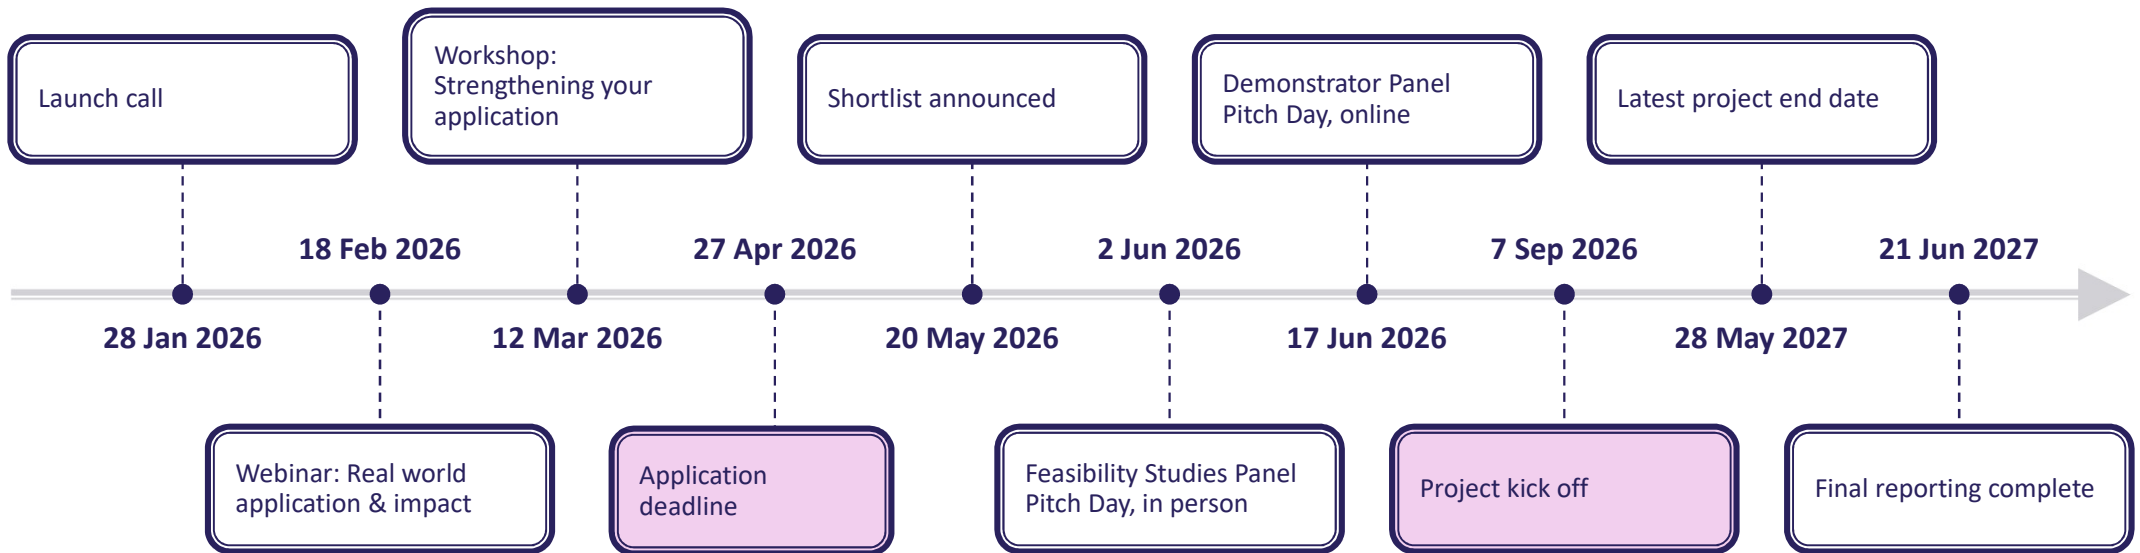 Launch call
Workshop:
Strengthening your
application
Shortlist announced
Demonstrator Panel
Pitch Day, online
Latest project end date
18 Feb 2026
27 Apr 2026
2 Jun 2026
7 Sep 2026
21 Jun 2027
28 Jan 2026
12 Mar 2026
20 May 2026
17 Jun 2026
28 May 2027
Webinar: Real world
application & impact
Application
deadline
Feasibility Studies Panel
Pitch Day, in person
Project kick off
Final reporting complete